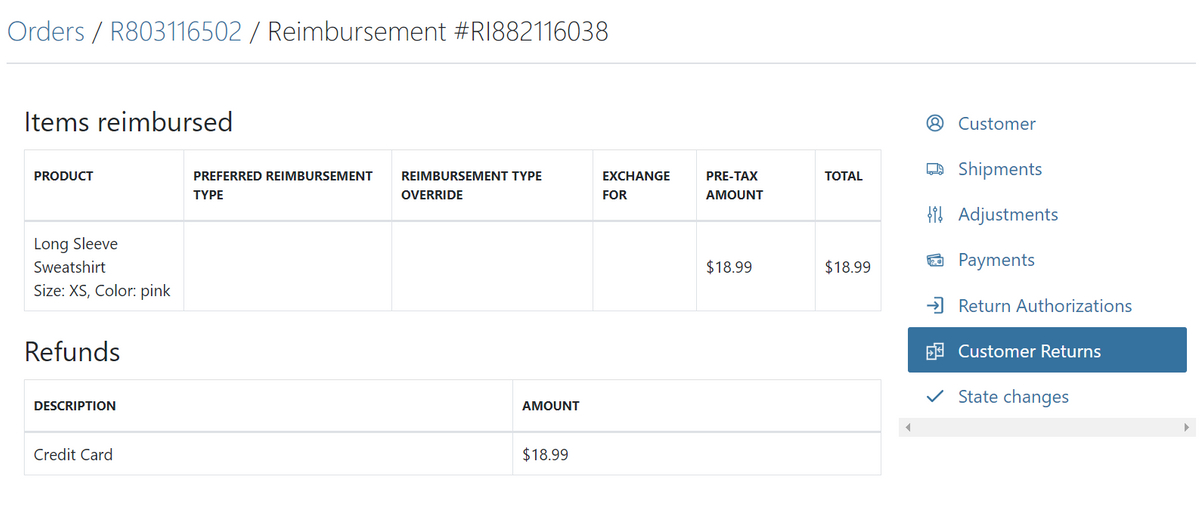 Orders / R803116502 / Reimbursement #RI882116038
Items reimbursed
PRODUCT
PREFERRED REIMBURSEMENT
TYPE
REIMBURSEMENT TYPE
OVERRIDE
EXCHANGE
FOR
PRE-TAX
AMOUNT
TOTAL
Long Sleeve
Sweatshirt
Size: XS, Color: pink
$18.99
$18.99
Refunds
DESCRIPTION
AMOUNT
Credit Card
$18.99
Customer
Shipments
Adjustments
Payments
Return Authorizations
Customer Returns
State changes